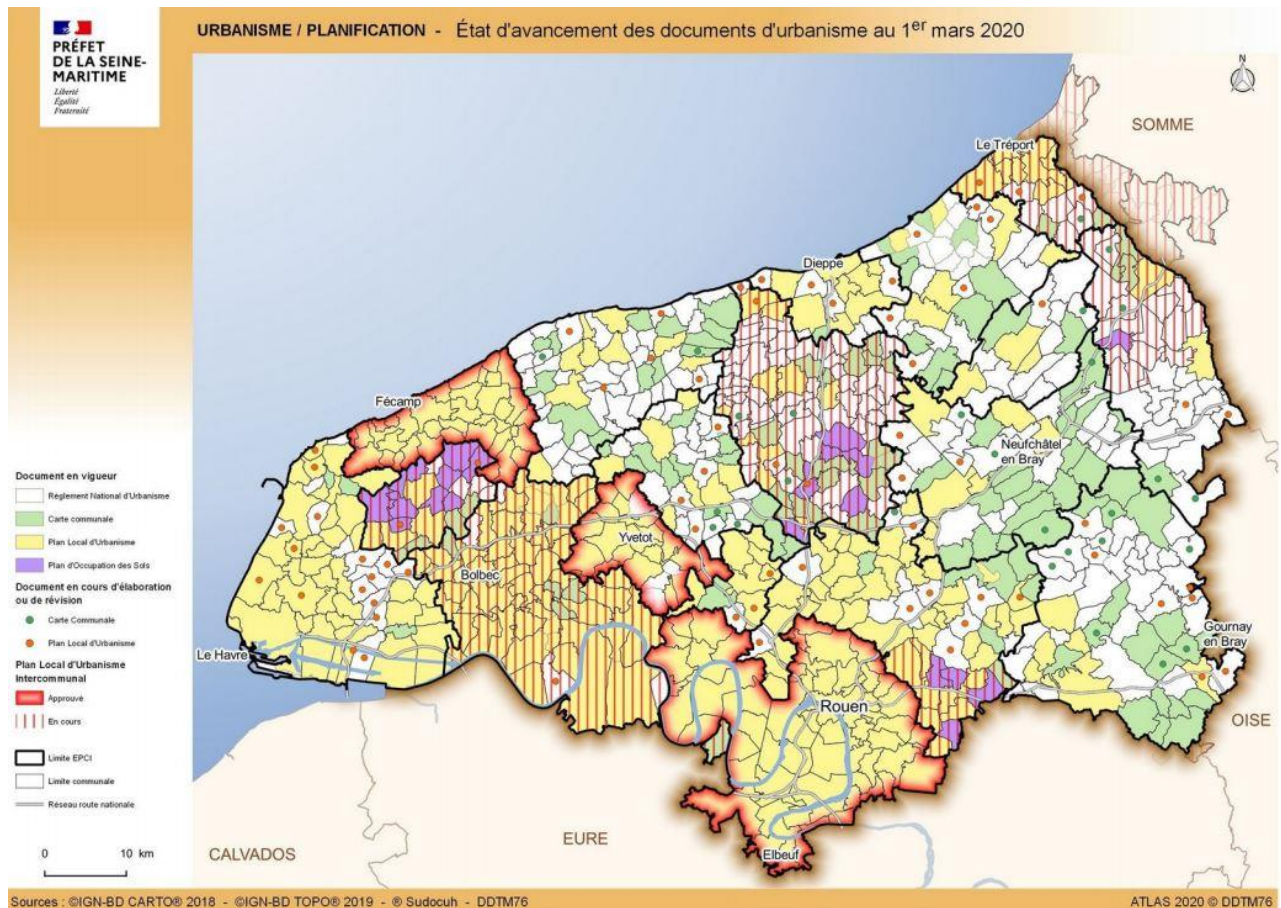 PRÉFET
DE LA SEINE-
MARITIME
Liberté
Égalité
Fraternité
URBANISME / PLANIFICATION - État d'avancement des documents d'urbanisme au 1er mars 2020
N
SOMME
Le Tréport
Dieppe
Fécamp
Neufchâtel
en Bray
Yvetot
Bolbec
Le Havre
Gournay
en Bray
Rouen
OISE
EURE
Elbeuf
CALVADOS
Document en vigueur
Règlement National d'Urbanisme
Carte communale
Plan Local d'Urbanisme
Plan d'Occupation des Sols
Document en cours d'élaboration
ou de révision
Carte Communale
Plan Local d'Urbanisme
Plan Local d'Urbanisme
Intercommunal
Approuvé
En cours
Limite EPCI
Limite communale
Réseau route nationale
0 10 km
Sources : ©IGN-BD CARTO® 2018 - ©IGN-BD TOPO® 2019 - ® Sudocuh - DDTM76
ATLAS 2020 © DDTM76